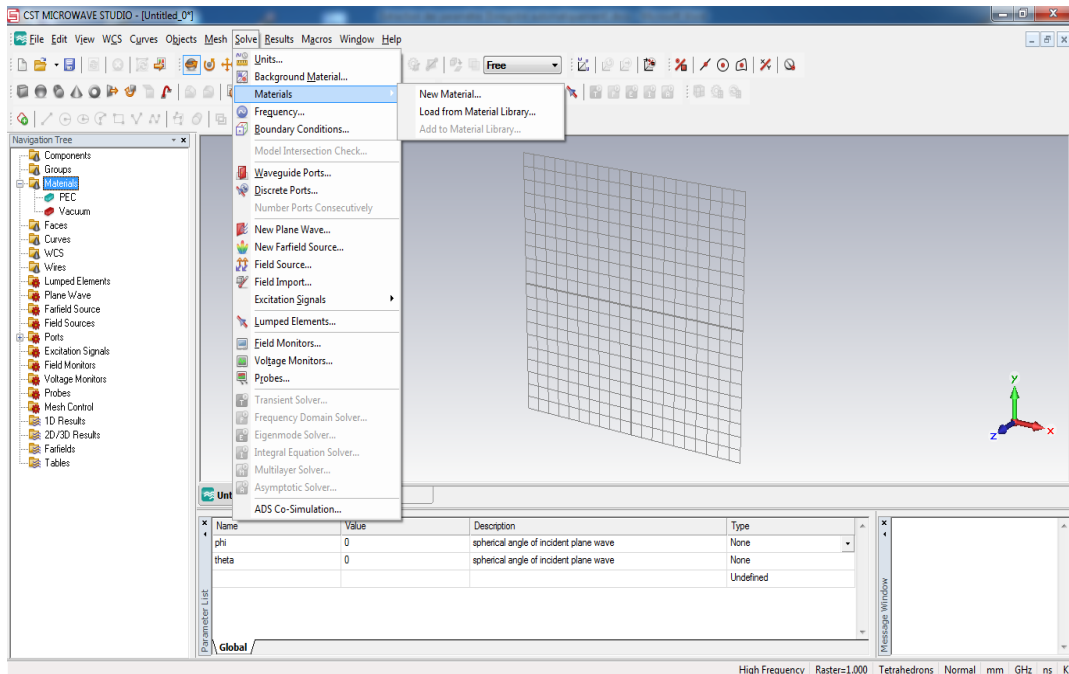 CST MICROWAVE STUDIO - [Untitled_0*]
File Edit View WCS Curves Objects Mesh Solve Results Macros Window Help
Free
Navigation Tree
Components
Groups
Materials
PEC
Vacuum
Faces
Curves
WCS
Wires
Lumped Elements
Plane Wave
Farfield Source
Field Sources
Ports
Excitation Signals
Field Monitors
Voltage Monitors
Probes
Mesh Control
1D Results
2D/3D Results
Farfields
Tables
Units...
Background Material...
Materials
Frequency...
Boundary Conditions...
Model Intersection Check...
Waveguide Ports...
Discrete Ports...
Number Ports Consecutively
New Plane Wave...
New Farfield Source...
Field Source...
Field Import...
Excitation Signals
Lumped Elements...
Field Monitors...
Voltage Monitors...
Probes...
Transient Solver...
Frequency Domain Solver...
Eigenmode Solver...
Integral Equation Solver...
Multilayer Solver...
Asymptotic Solver...
ADS Co-Simulation...
New Material...
Load from Material Library...
Add to Material Library...
y
x
z
Name Value Description Type
phi 0 spherical angle of incident plane wave None
theta 0 spherical angle of incident plane wave None
Undefined
Parameter List
Global
Message Window
High Frequency Raster=1.000 Tetrahedrons Normal mm GHz ns K